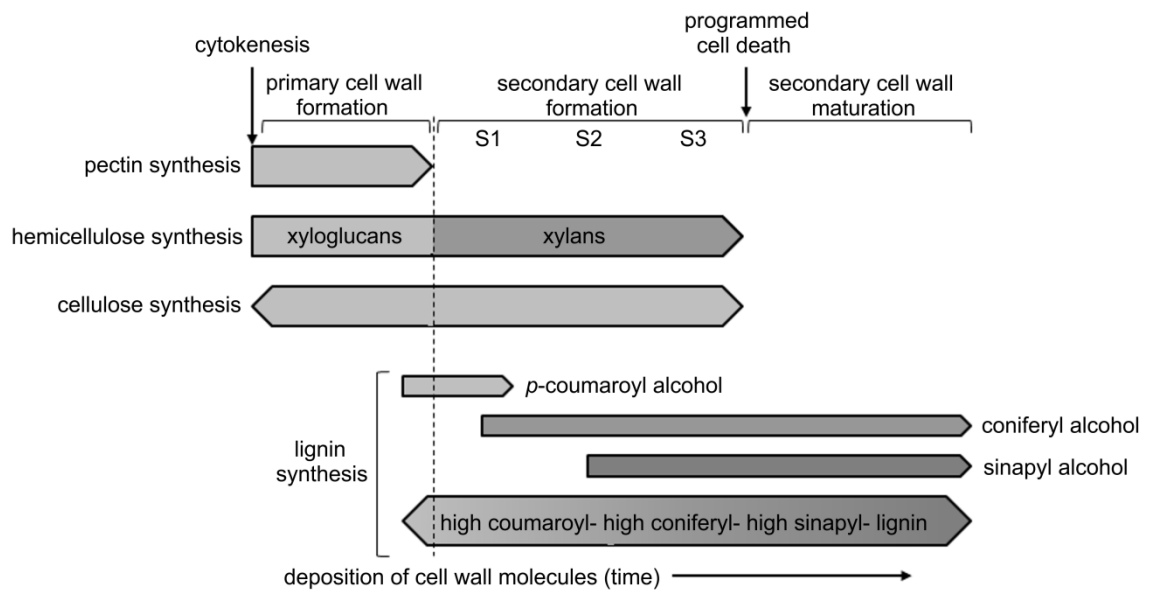 programmed
cell death
cytokenesis
primary cell wall
formation
secondary cell wall
formation
secondary cell wall
maturation
S1 S2 S3
pectin synthesis
hemicellulose synthesis xyloglucans xylans
cellulose synthesis
p-coumaroyl alcohol
coniferyl alcohol
lignin
synthesis
sinapyl alcohol
high coumaroyl- high coniferyl- high sinapyl- lignin
deposition of cell wall molecules (time)